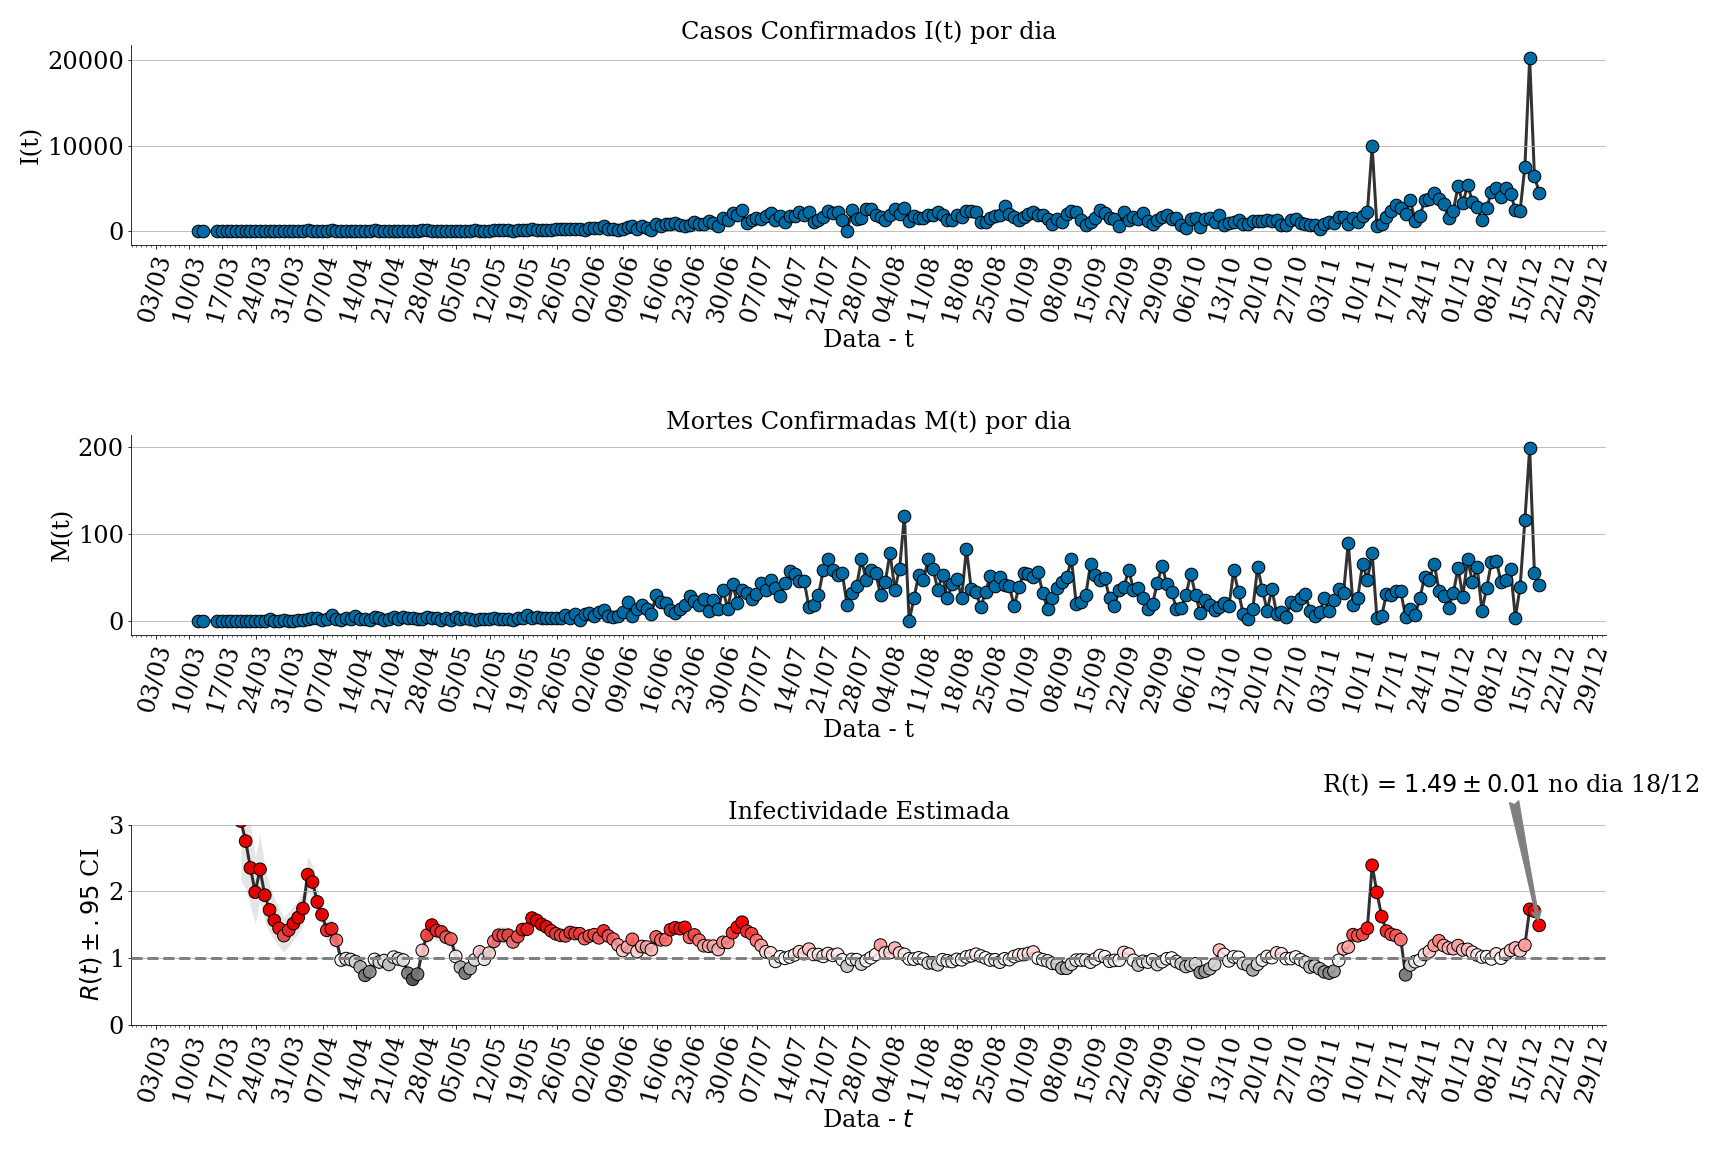 Casos Confirmados I(t) por dia
20000
10000
0
I(t)
03/03 10/03 17/03 24/03 31/03 07/04 14/04 21/04 28/04 05/05 12/05 19/05 26/05 02/06 09/06 16/06 23/06 30/06 07/07 14/07 21/07 28/07 04/08 11/08 18/08 25/08 01/09 08/09 15/09 22/09 29/09 06/10 13/10 20/10 27/10 03/11 10/11 17/11 24/11 01/12 08/12 15/12 22/12 29/12
Data - t
Mortes Confirmadas M(t) por dia
200
100
0
M(t)
03/03 10/03 17/03 24/03 31/03 07/04 14/04 21/04 28/04 05/05 12/05 19/05 26/05 02/06 09/06 16/06 23/06 30/06 07/07 14/07 21/07 28/07 04/08 11/08 18/08 25/08 01/09 08/09 15/09 22/09 29/09 06/10 13/10 20/10 27/10 03/11 10/11 17/11 24/11 01/12 08/12 15/12 22/12 29/12
Data - t
R(t) = 1.49 ± 0.01 no dia 18/12
Infectividade Estimada
3
2
1
0
R(t) ± .95 CI
03/03 10/03 17/03 24/03 31/03 07/04 14/04 21/04 28/04 05/05 12/05 19/05 26/05 02/06 09/06 16/06 23/06 30/06 07/07 14/07 21/07 28/07 04/08 11/08 18/08 25/08 01/09 08/09 15/09 22/09 29/09 06/10 13/10 20/10 27/10 03/11 10/11 17/11 24/11 01/12 08/12 15/12 22/12 29/12
Data - t